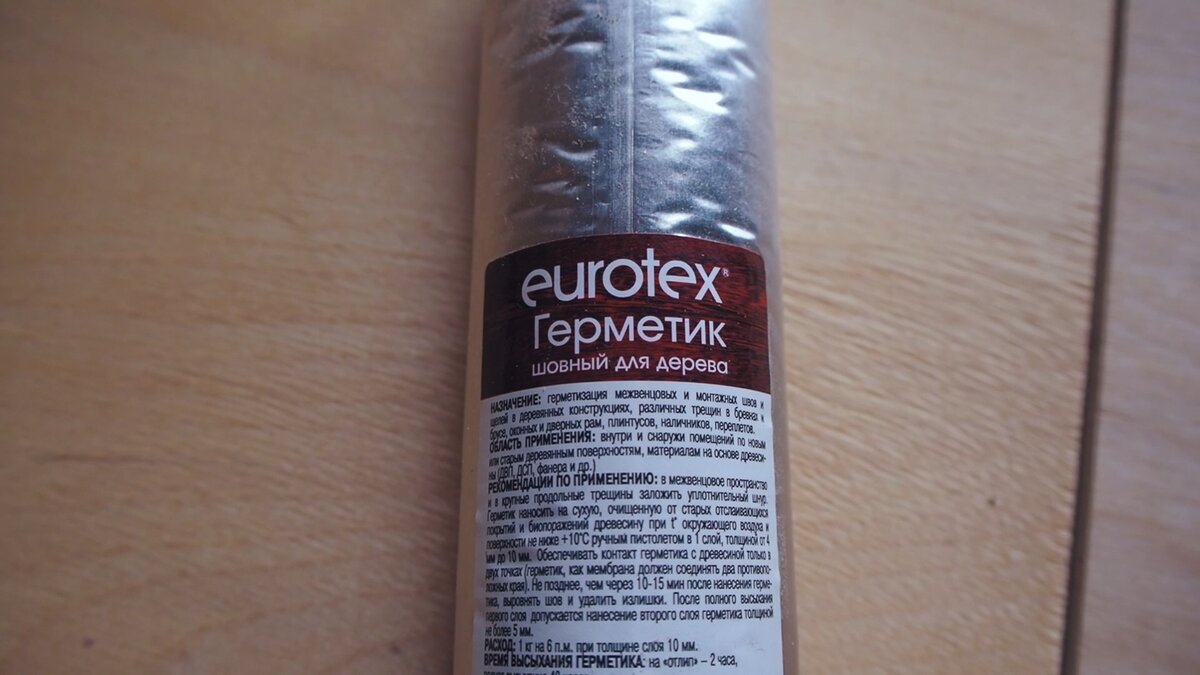 eurotex®
Герметик
шовный для дерева
НАЗНАЧЕНИЕ: герметизация межвенцовых и монтажных швов и
щелей в деревянных конструкциях, различных трещин в бревнах и
брусе, оконных и дверных рам, плинтусов, наличников, переплетов.
ОБЛАСТЬ ПРИМЕНЕНИЯ: внутри и снаружи помещений по новым
или старым деревянным поверхностям, материалам на основе древеси-
ны (ДВП, ДСП, фанера и др.)
РЕКОМЕНДАЦИИ ПО ПРИМЕНЕНИЮ: в межвенцовое пространство
и в крупные продольные трещины заложить уплотнительный шнур.
Герметик наносить на сухую, очищенную от старых отслаивающихся
покрытий и биопоражений древесину при t° окружающего воздуха и
поверхности не ниже +10°С ручным пистолетом в 1 слой, толщиной от 4
мм до 10 мм. Обеспечивать контакт герметика с древесиной только в
двух точках (герметик, как мембрана должен соединять два противопо-
ложных края). Не позднее, чем через 10-15 мин после нанесения герме-
тика, выровнять шов и удалить излишки. После полного высыхания
первого слоя допускается нанесение второго слоя герметика толщиной
не более 5 мм.
РАСХОД: 1 кг на 6 п.м. при толщине слоя 10 мм.
ВРЕМЯ ВЫСЫХАНИЯ ГЕРМЕТИКА: на «отлип» – 2 часа,